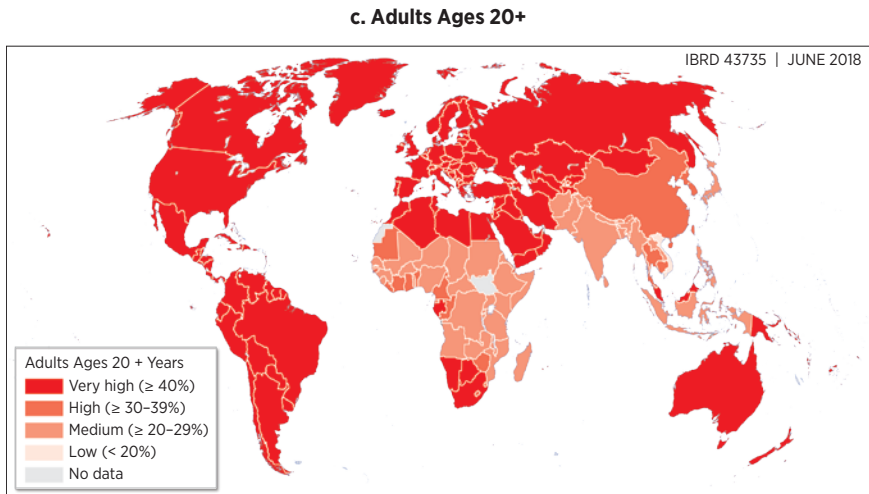 c. Adults Ages 20+
IBRD 43735 | JUNE 2018
Adults Ages 20 + Years
Very high (≥ 40%)
High (≥ 30–39%)
Medium (≥ 20–29%)
Low (< 20%)
No data